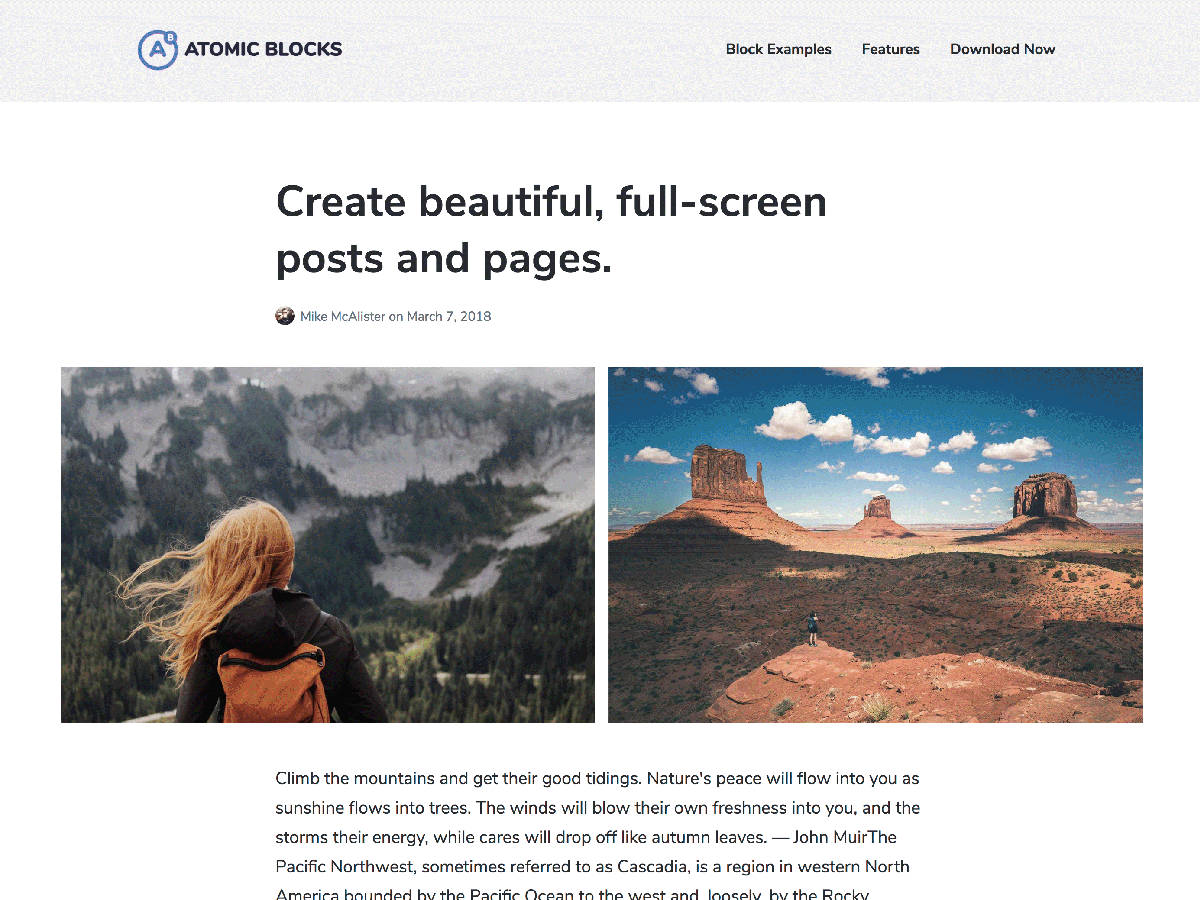 A B ATOMIC BLOCKS
Block Examples Features Download Now
Create beautiful, full-screen
posts and pages.
Mike McAlister on March 7, 2018
Climb the mountains and get their good tidings. Nature's peace will flow into you as
sunshine flows into trees. The winds will blow their own freshness into you, and the
storms their energy, while cares will drop off like autumn leaves. — John MuirThe
Pacific Northwest, sometimes referred to as Cascadia, is a region in western North
America bounded by the Pacific Ocean to the west and, loosely, by the Rocky